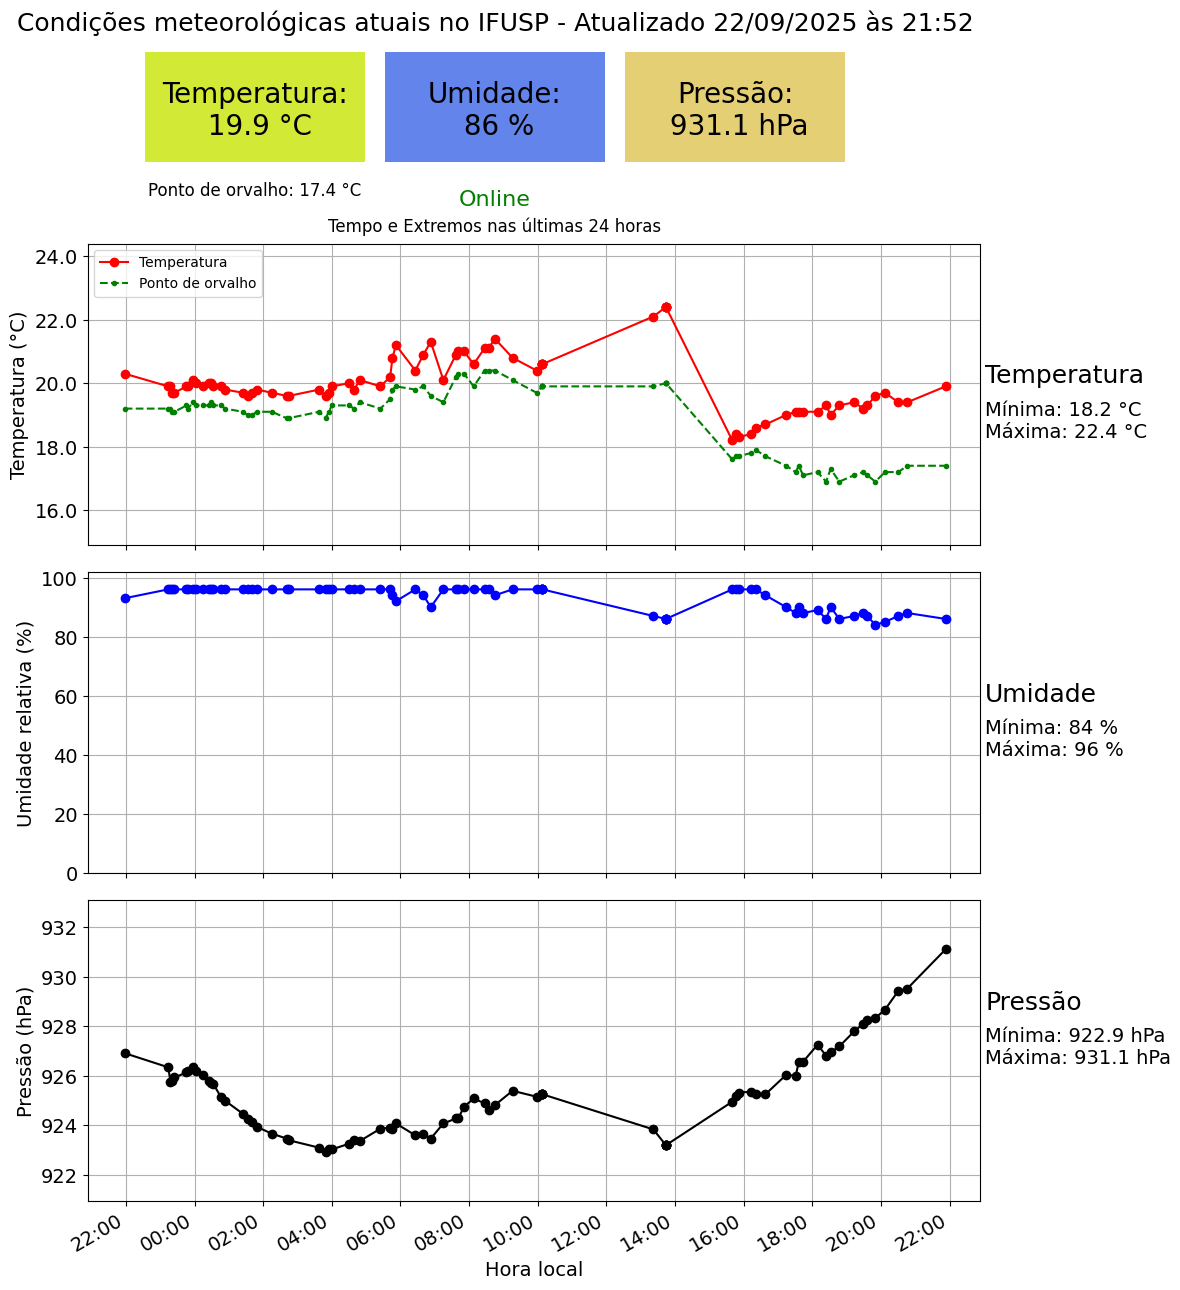 Condições meteorológicas atuais no IFUSP - Atualizado 22/09/2025 às 21:52
Temperatura:
19.9 °C
Umidade:
86 %
Pressão:
931.1 hPa
Ponto de orvalho: 17.4 °C
Online
Tempo e Extremos nas últimas 24 horas
Temperatura (°C)
24.0
22.0
20.0
18.0
16.0
Temperatura
Ponto de orvalho
Temperatura
Mínima: 18.2 °C
Máxima: 22.4 °C
Umidade relativa (%)
100
80
60
40
20
0
Umidade
Mínima: 84 %
Máxima: 96 %
Pressão (hPa)
932
930
928
926
924
922
Pressão
Mínima: 922.9 hPa
Máxima: 931.1 hPa
22:00 00:00 02:00 04:00 06:00 08:00 10:00 12:00 14:00 16:00 18:00 20:00 22:00
Hora local